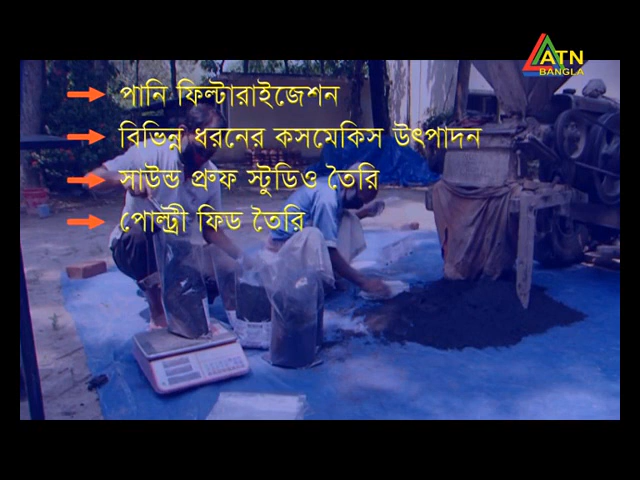 ATN
BANGLA
পানি ফিল্টারাইজেশন
বিভিন্ন ধরনের কসমেকিস উৎপাদন
সাউন্ড প্রুফ স্টুডিও তৈরি
পোল্ট্রী ফিড তৈরি